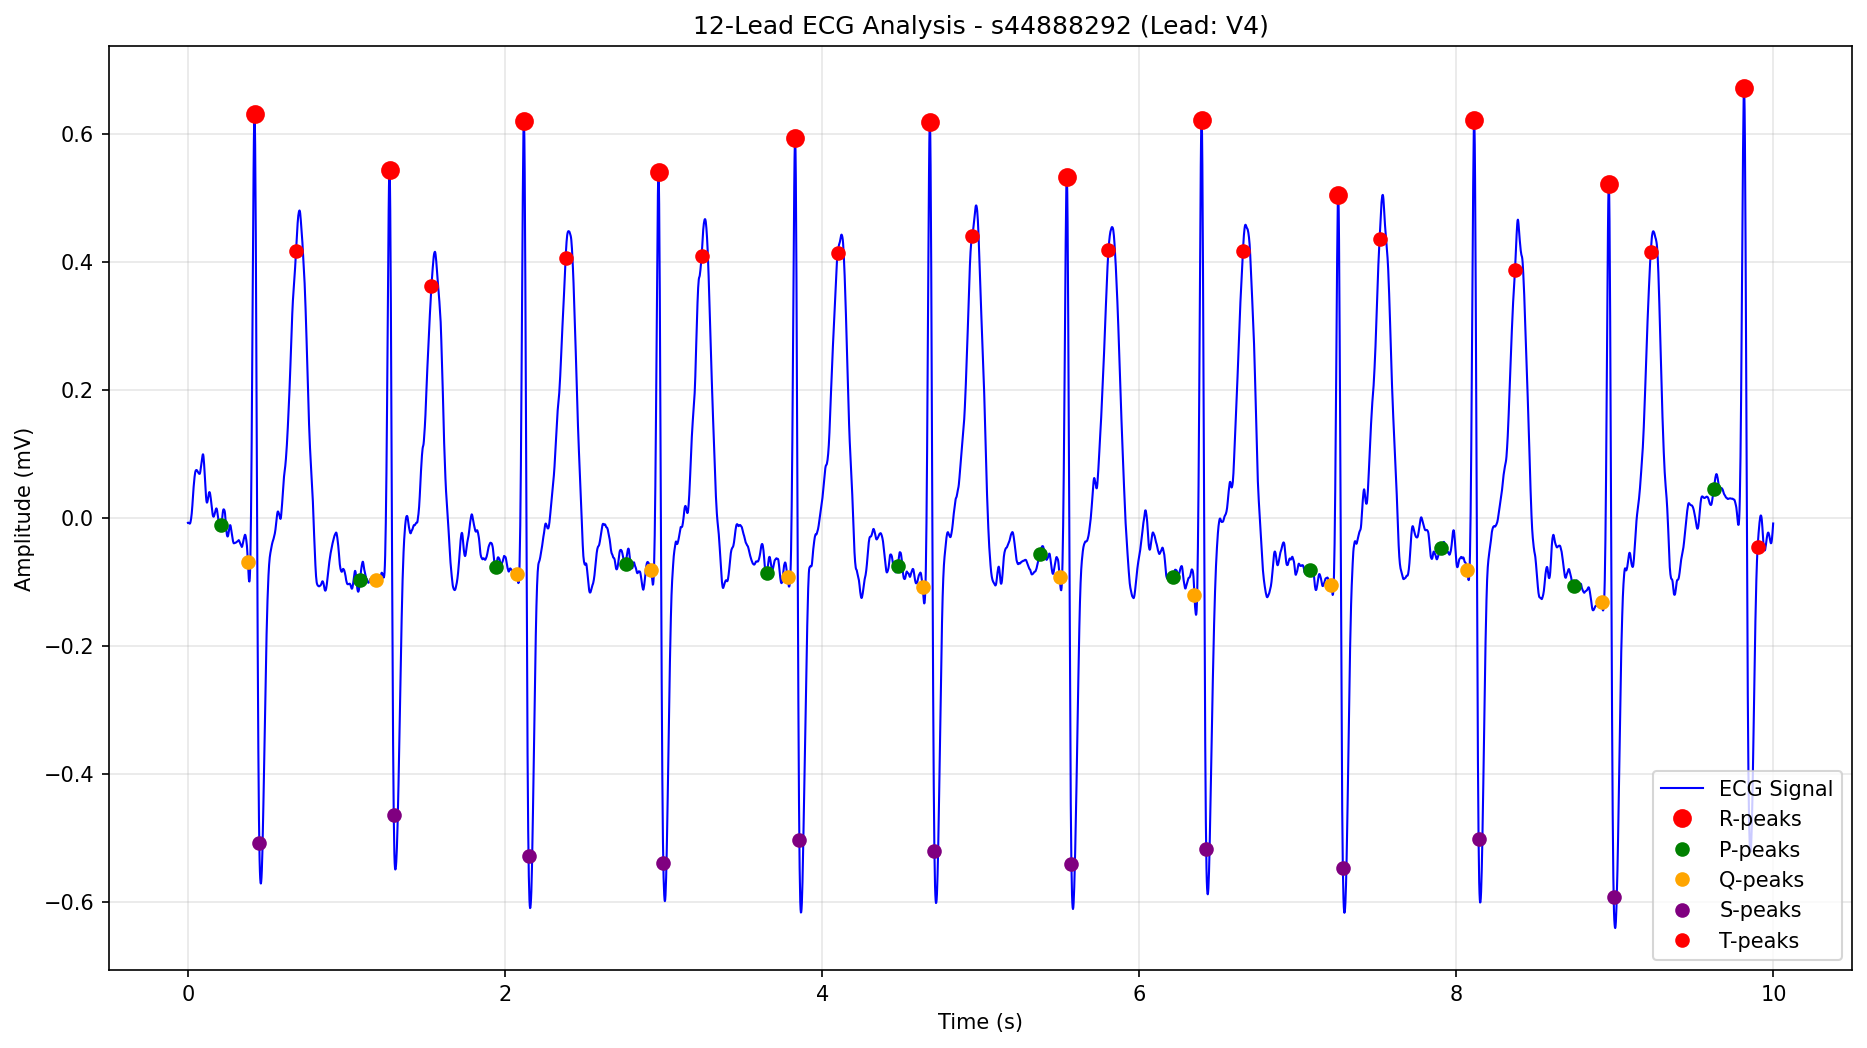 12-Lead ECG Analysis - s44888292 (Lead: V4)
Amplitude (mV)
0.6
0.4
0.2
0.0
−0.2
−0.4
−0.6
ECG Signal
R-peaks
P-peaks
Q-peaks
S-peaks
T-peaks
0 2 4 6 8 10
Time (s)